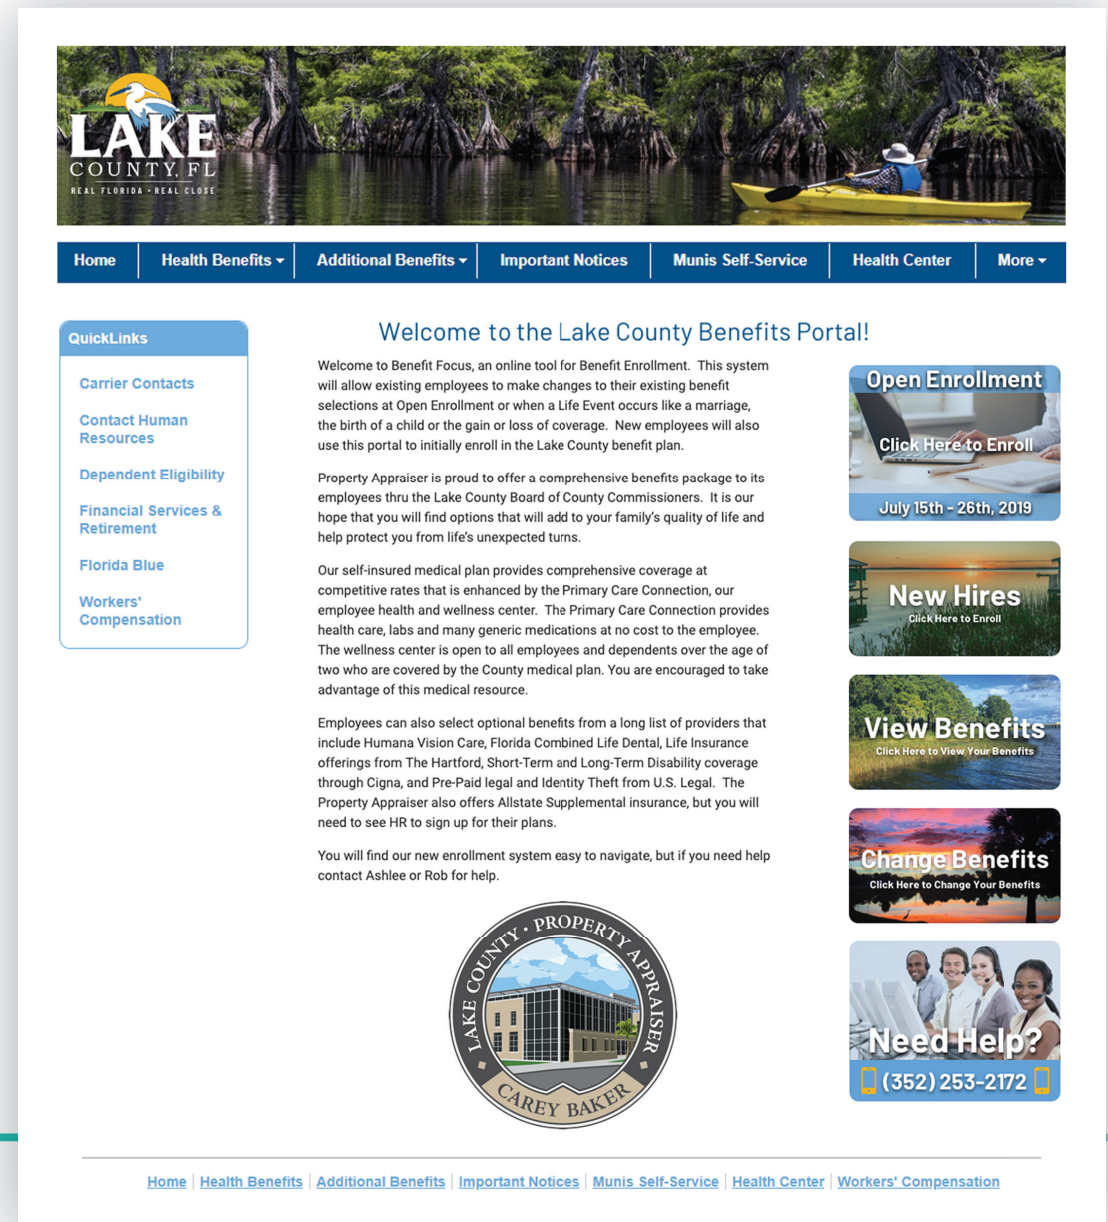 LAKE
COUNTY, FL
REAL FLORIDA • REAL CLOSE
Home
Health Benefits
Additional Benefits
Important Notices
Munis Self-Service
Health Center
More
QuickLinks
Carrier Contacts
Contact Human
Resources
Dependent Eligibility
Financial Services &
Retirement
Florida Blue
Workers'
Compensation
Welcome to the Lake County Benefits Portal!
Welcome to Benefit Focus, an online tool for Benefit Enrollment. This system
will allow existing employees to make changes to their existing benefit
selections at Open Enrollment or when a Life Event occurs like a marriage,
the birth of a child or the gain or loss of coverage. New employees will also
use this portal to initially enroll in the Lake County benefit plan.
Property Appraiser is proud to offer a comprehensive benefits package to its
employees thru the Lake County Board of County Commissioners. It is our
hope that you will find options that will add to your family's quality of life and
help protect you from life's unexpected turns.
Our self-insured medical plan provides comprehensive coverage at
competitive rates that is enhanced by the Primary Care Connection, our
employee health and wellness center. The Primary Care Connection provides
health care, labs and many generic medications at no cost to the employee.
The wellness center is open to all employees and dependents over the age of
two who are covered by the County medical plan. You are encouraged to take
advantage of this medical resource.
Employees can also select optional benefits from a long list of providers that
include Humana Vision Care, Florida Combined Life Dental, Life Insurance
offerings from The Hartford, Short-Term and Long-Term Disability coverage
through Cigna, and Pre-Paid legal and Identity Theft from U.S. Legal. The
Property Appraiser also offers Allstate Supplemental insurance, but you will
need to see HR to sign up for their plans.
You will find our new enrollment system easy to navigate, but if you need help
contact Ashlee or Rob for help.
LAKE COUNTY • PROPERTY APPRAISER
CAREY BAKER
Open Enrollment
Click Here to Enroll
July 15th - 26th, 2019
New Hires
Click Here to Enroll
View Benefits
Click Here to View Your Benefits
Change Benefits
Click Here to Change Your Benefits
Need Help?
(352) 253-2172
Home | Health Benefits | Additional Benefits | Important Notices | Munis Self-Service | Health Center | Workers' Compensation